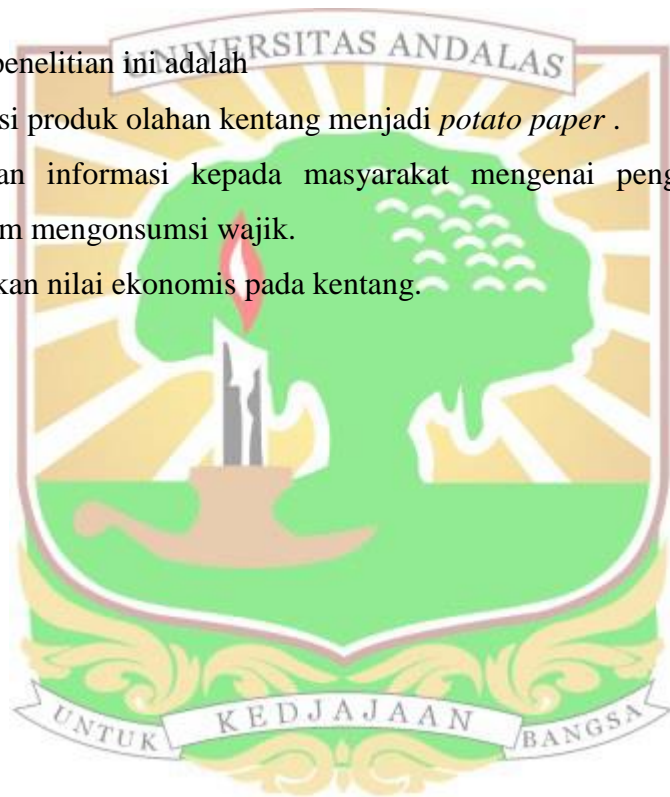 UNIVERSITAS ANDALAS
penelitian ini adalah
si produk olahan kentang menjadi potato paper .
an informasi kepada masyarakat mengenai peng
m mengonsumsi wajik.
kan nilai ekonomis pada kentang.
UNTUK KEDJAJAAN BANGSA